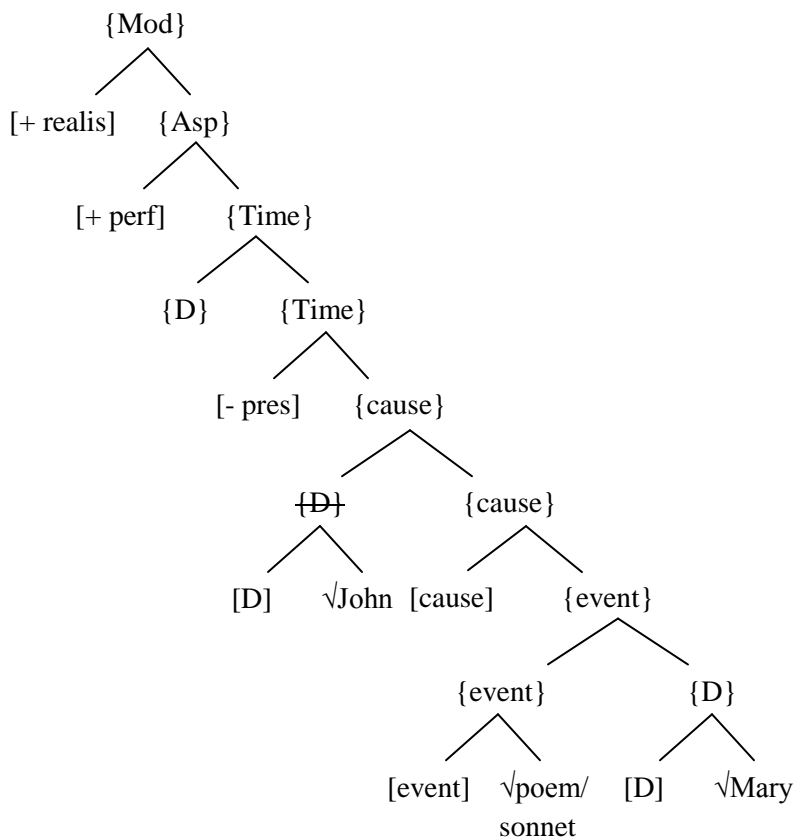 {Mod}
[+ realis] {Asp}
[+ perf] {Time}
{D} {Time}
[- pres] {cause}
{D} {cause}
[D] √John [cause] {event}
{event} {D}
[event] √poem/ [D] √Mary
sonnet